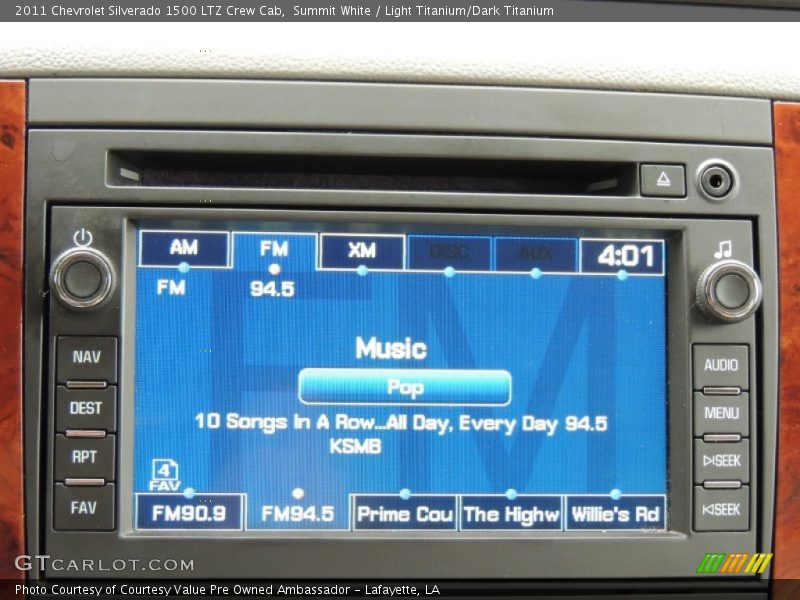 2011 Chevrolet Silverado 1500 LTZ Crew Cab,  Summit White / Light Titanium/Dark Titanium
AM FM XM DISC AUX 4:01
FM 94.5
NAV
DEST
RPT
FAV
Music
Pop
10 Songs In A Row...All Day, Every Day 94.5
KSMB
AUDIO
MENU
SEEK
SEEK
4
FAV
FM90.9 FM94.5 Prime Cou The Highw Willie's Rd
GTCARLOT.COM
Photo Courtesy of Courtesy Value Pre Owned Ambassador - Lafayette, LA